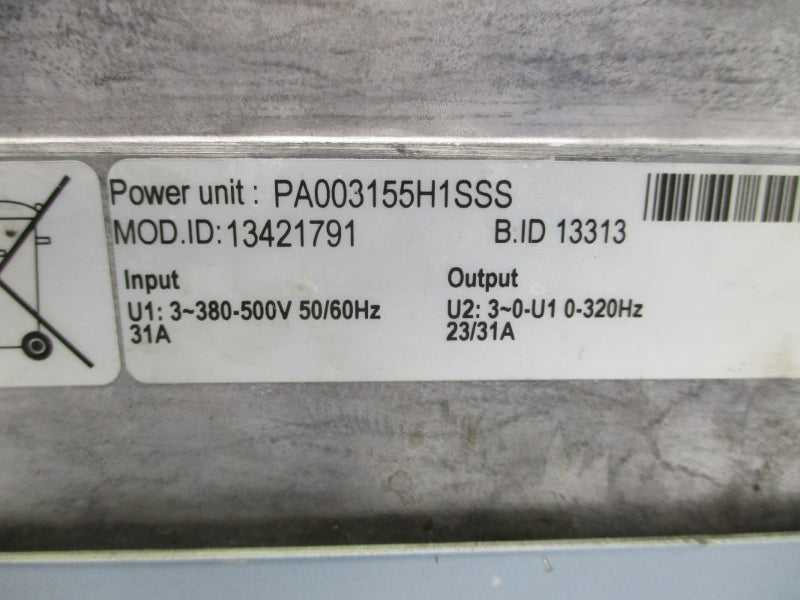 Power unit : PA003155H1SSS
MOD.ID: 13421791 B.ID 13313
Input Output
U1: 3~380-500V 50/60Hz U2: 3~0-U1 0-320Hz
31A 23/31A